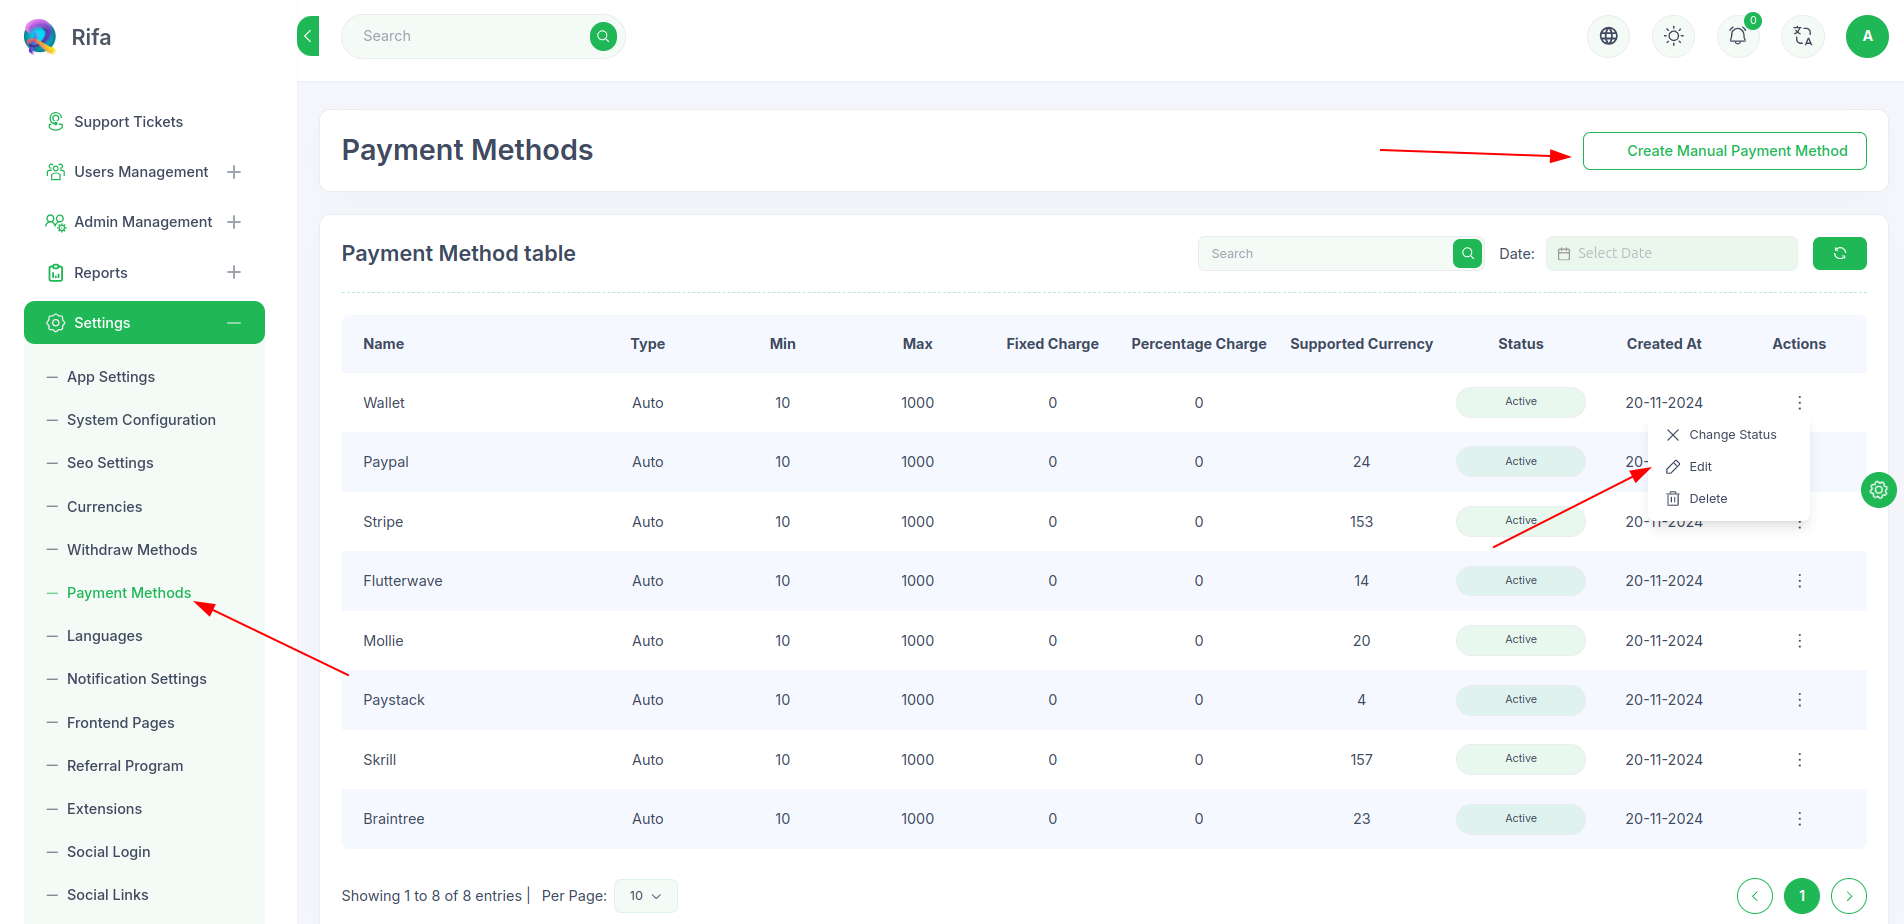 Rifa
Search
0
A
Support Tickets
Users Management
Admin Management
Reports
Settings
App Settings
System Configuration
Seo Settings
Currencies
Withdraw Methods
Payment Methods
Languages
Notification Settings
Frontend Pages
Referral Program
Extensions
Social Login
Social Links
Payment Methods
Create Manual Payment Method
Payment Method table
Search
Date:
Select Date
Name Type Min Max Fixed Charge Percentage Charge Supported Currency Status Created At Actions
Wallet Auto 10 1000 0 0 Active 20-11-2024
Paypal Auto 10 1000 0 0 24 Active 20-
Stripe Auto 10 1000 0 0 153 Active 20-11-2024
Flutterwave Auto 10 1000 0 0 14 Active 20-11-2024
Mollie Auto 10 1000 0 0 20 Active 20-11-2024
Paystack Auto 10 1000 0 0 4 Active 20-11-2024
Skrill Auto 10 1000 0 0 157 Active 20-11-2024
Braintree Auto 10 1000 0 0 23 Active 20-11-2024
Change Status
Edit
Delete
Showing 1 to 8 of 8 entries | Per Page: 10
1